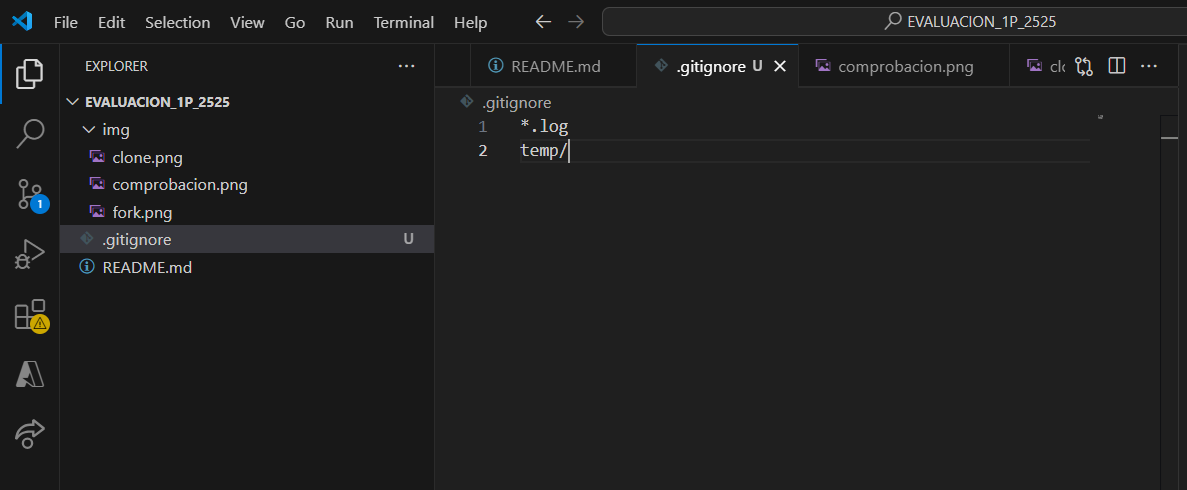 File Edit Selection View Go Run Terminal Help
EVALUACION_1P_2525
EXPLORER
README.md
.gitignore U
comprobacion.png
EVALUACION_1P_2525
img
clone.png
comprobacion.png
fork.png
.gitignore U
README.md
.gitignore
1 *.log
2 temp/
1